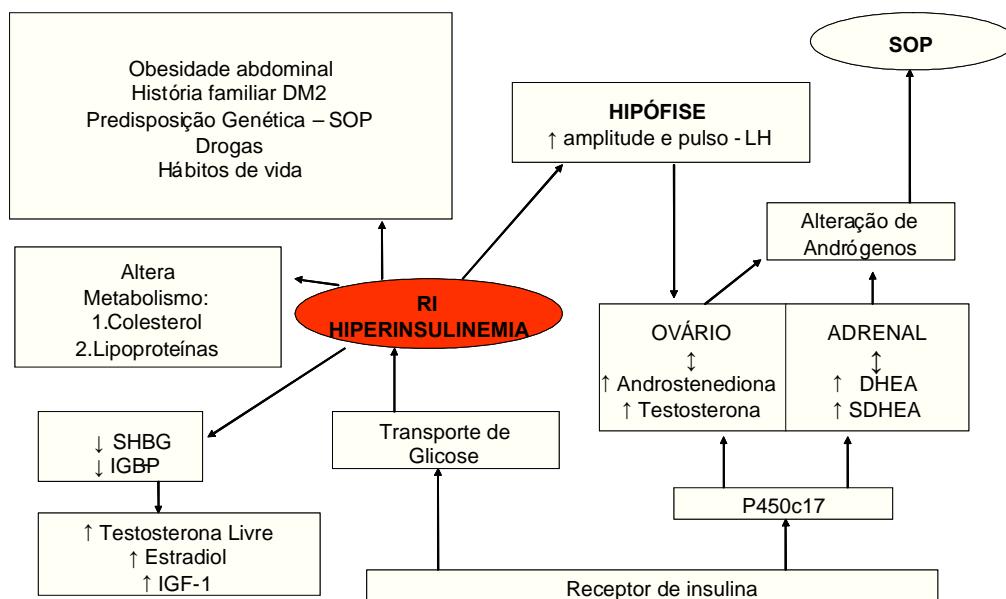 SOP
Obesidade abdominal
História familiar DM2
Predisposição Genética – SOP
Drogas
Hábitos de vida
HIPÓFISE
↑ amplitude e pulso - LH
Alteração de
Andrógenos
Altera
Metabolismo:
1.Colesterol
2.Lipoproteínas
RI
HIPERINSULINEMIA
OVÁRIO
↕
↑ Androstenediona
↑ Testosterona
ADRENAL
↕
↑ DHEA
↑ SDHEA
↓ SHBG
↓ IGBP
Transporte de
Glicose
P450c17
↑ Testosterona Livre
↑ Estradiol
↑ IGF-1
Receptor de insulina